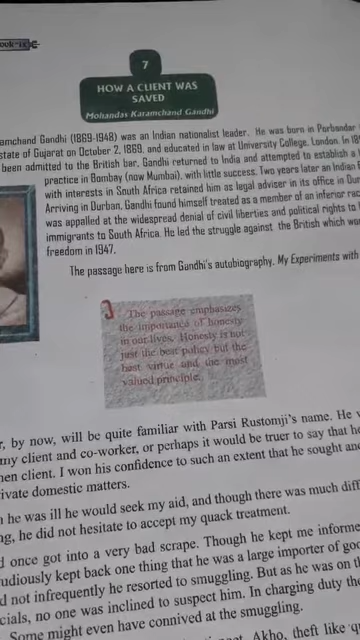 7
HOW A CLIENT WAS
SAVED
Mohandas Karamchand Gandhi
amchand Gandhi (1869-1948) was an Indian nationalist leader. He was born in Porbandar
state of Gujarat on October 2, 1869, and educated in law at University College, London. In 189
been admitted to the British bar, Gandhi returned to India and attempted to establish a
practice in Bombay (now Mumbai), with little success. Two years later an Indian
with interests in South Africa retained him as legal adviser in its office in Dur
Arriving in Durban, Gandhi found himself treated as a member of an inferior rac
was appalled at the widespread denial of civil liberties and political rights to
immigrants to South Africa. He led the struggle against the British which wo
freedom in 1947.
The passage here is from Gandhi's autobiography, My Experiments with
The passage emphasizes
the importance of honesty
in our lives. Honesty is not
just the best policy but the
best virtue and the most
valued principle.
r, by now, will be quite familiar with Parsi Rustomji's name. He
my client and co-worker, or perhaps it would be truer to say that he
hen client. I won his confidence to such an extent that he sought an
ivate domestic matters.
he was ill he would seek my aid, and though there was much diff
ng, he did not hesitate to accept my quack treatment.
d once got into a very bad scrape. Though he kept me informe
udiously kept back one thing that he was a large importer of goo
d not infrequently he resorted to smuggling. But as he was on th
cials, no one was inclined to suspect him. In charging duty the
Some might even have connived at the smuggling.
Akho, theft like